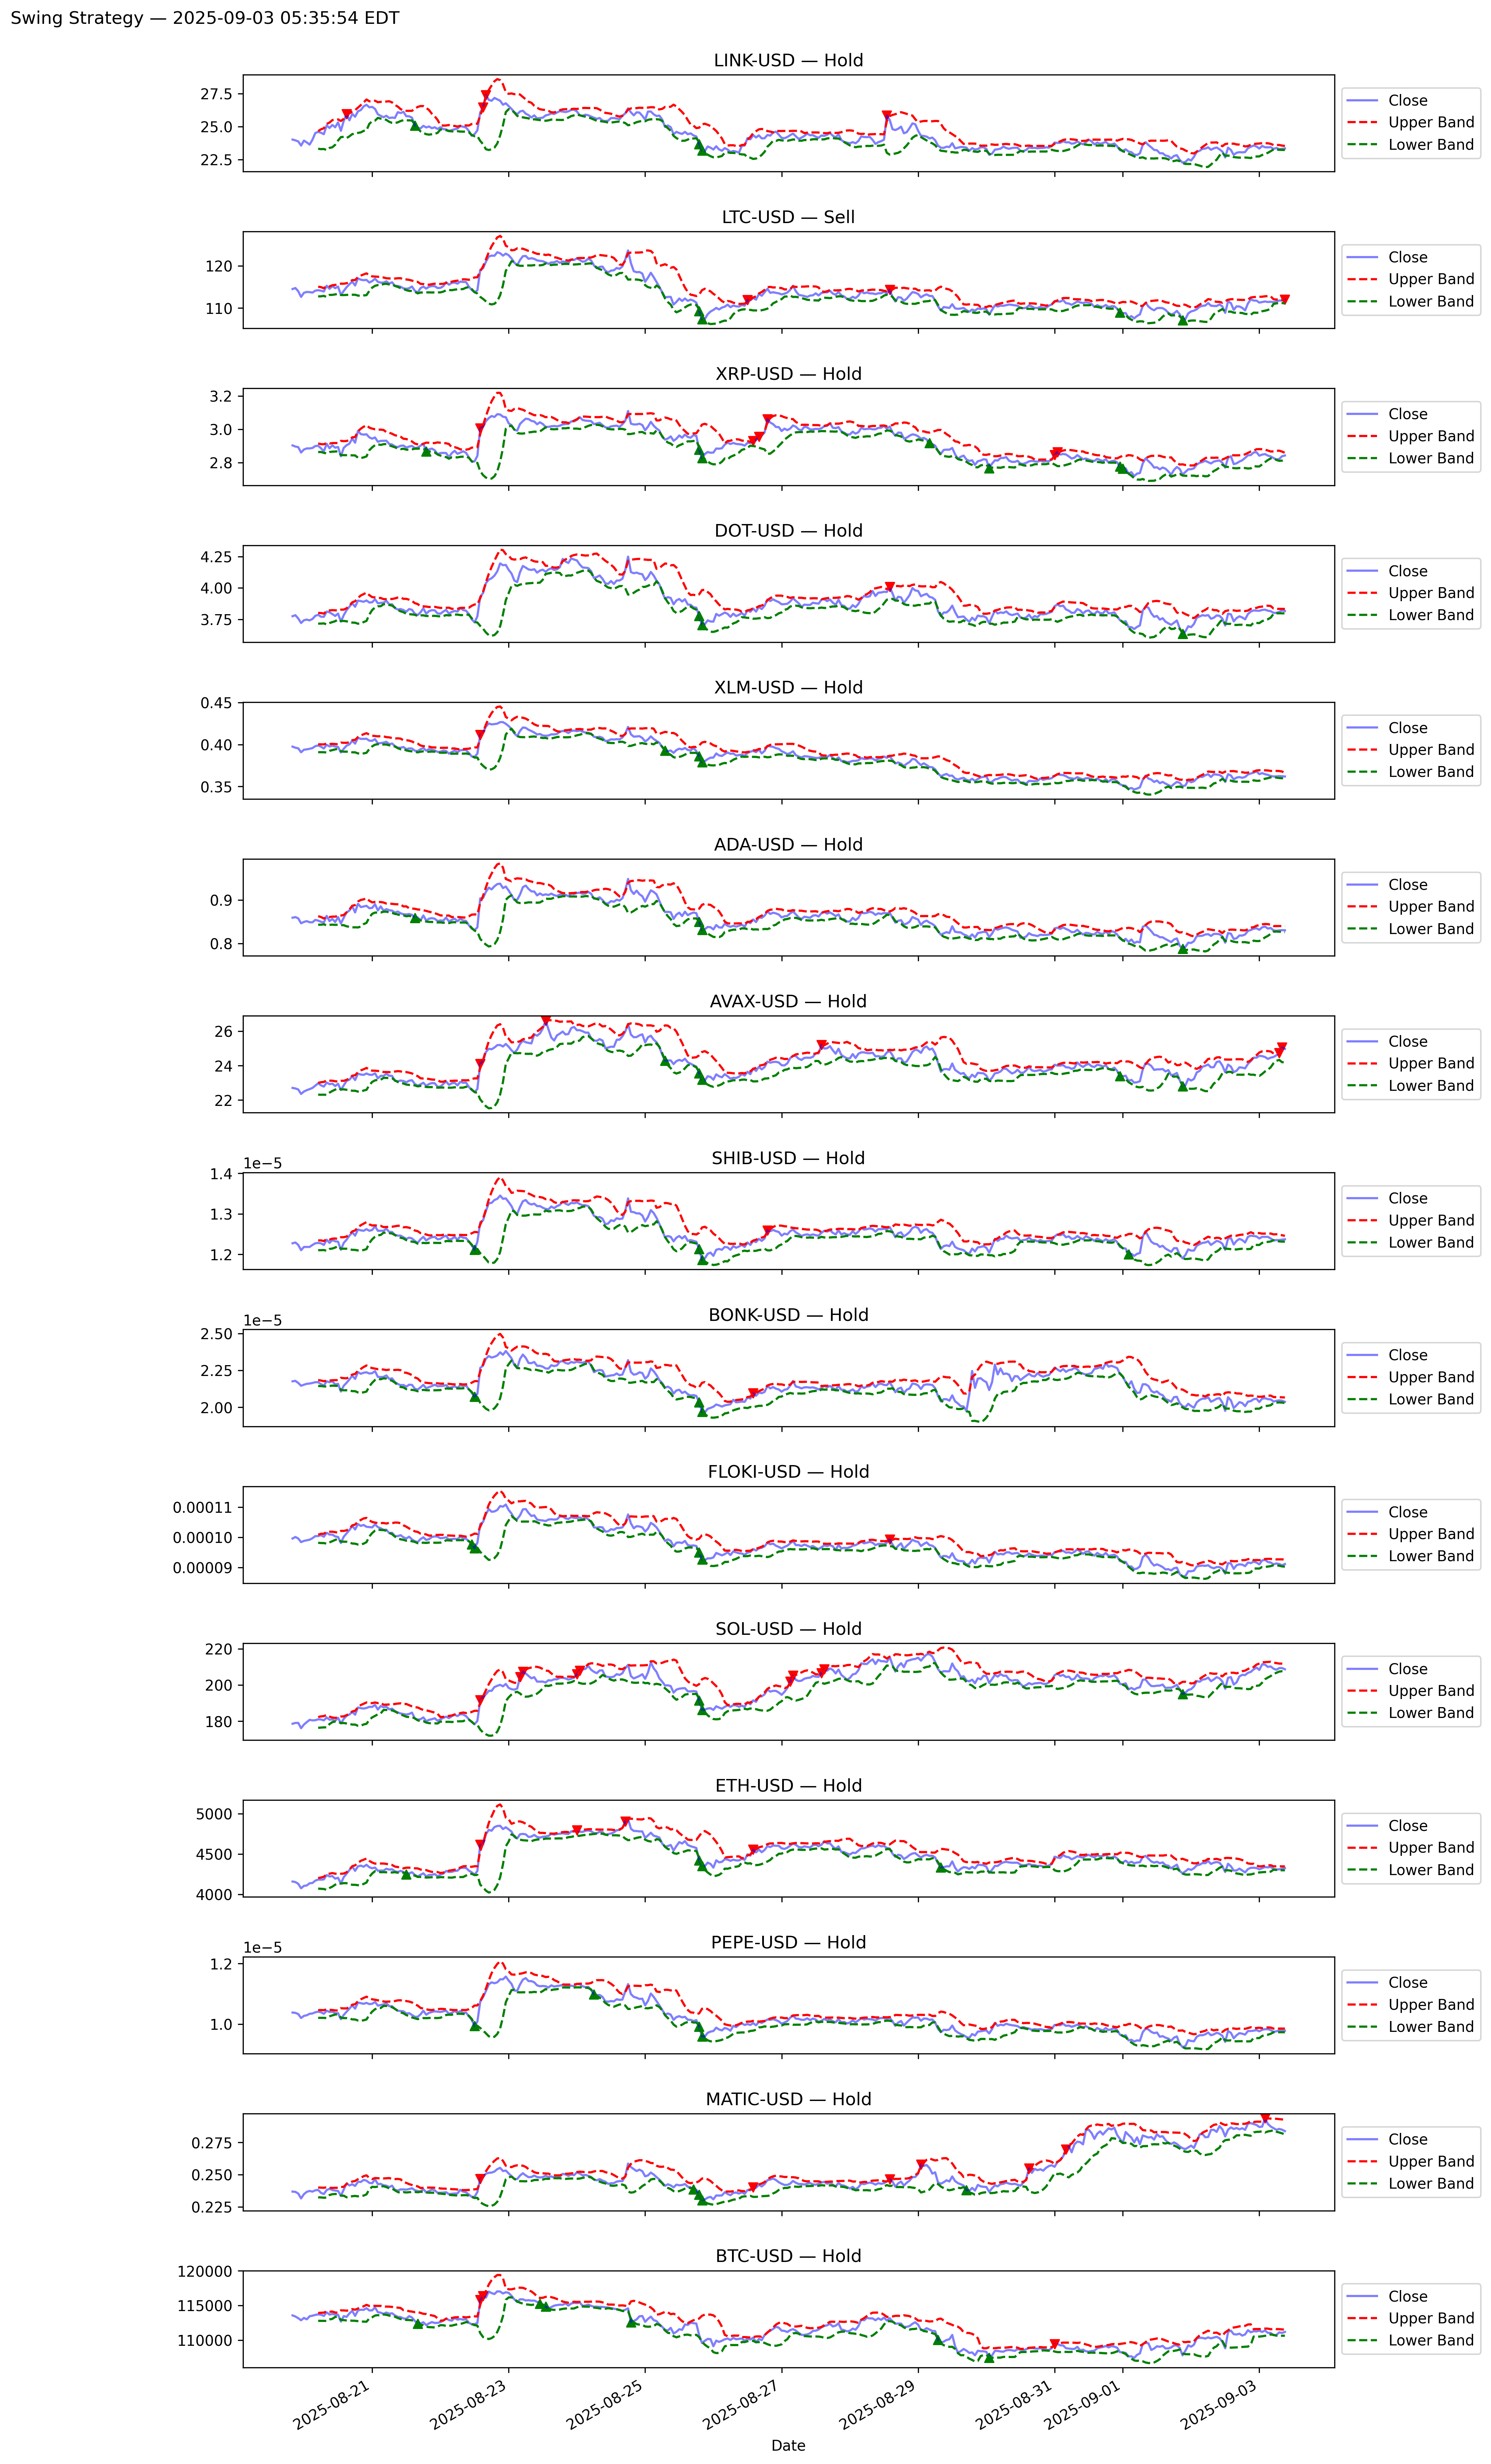 Swing Strategy — 2025-09-03 05:35:54 EDT
LINK-USD — Hold
27.5
25.0
22.5
Close
Upper Band
Lower Band
LTC-USD — Sell
120
110
Close
Upper Band
Lower Band
XRP-USD — Hold
3.2
3.0
2.8
Close
Upper Band
Lower Band
DOT-USD — Hold
4.25
4.00
3.75
Close
Upper Band
Lower Band
XLM-USD — Hold
0.45
0.40
0.35
Close
Upper Band
Lower Band
ADA-USD — Hold
0.9
0.8
Close
Upper Band
Lower Band
AVAX-USD — Hold
26
24
22
Close
Upper Band
Lower Band
SHIB-USD — Hold
1e−5
1.4
1.3
1.2
Close
Upper Band
Lower Band
BONK-USD — Hold
1e−5
2.50
2.25
2.00
Close
Upper Band
Lower Band
FLOKI-USD — Hold
0.00011
0.00010
0.00009
Close
Upper Band
Lower Band
SOL-USD — Hold
220
200
180
Close
Upper Band
Lower Band
ETH-USD — Hold
5000
4500
4000
Close
Upper Band
Lower Band
PEPE-USD — Hold
1e−5
1.2
1.0
Close
Upper Band
Lower Band
MATIC-USD — Hold
0.275
0.250
0.225
Close
Upper Band
Lower Band
BTC-USD — Hold
120000
115000
110000
Close
Upper Band
Lower Band
2025-08-21
2025-08-23
2025-08-25
2025-08-27
2025-08-29
2025-08-31
2025-09-01
2025-09-03
Date